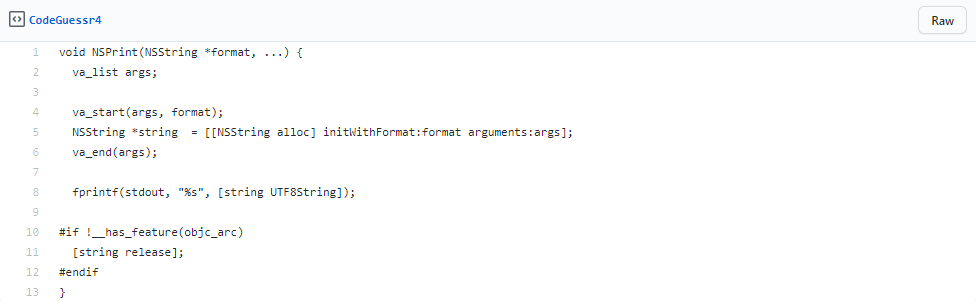 CodeGuessr4
Raw
1 void NSPrint(NSString *format, ...) {
2   va_list args;
3
4   va_start(args, format);
5   NSString *string  = [[NSString alloc] initWithFormat:format arguments:args];
6   va_end(args);
7
8   fprintf(stdout, "%s", [string UTF8String]);
9
10 #if !__has_feature(objc_arc)
11   [string release];
12 #endif
13 }